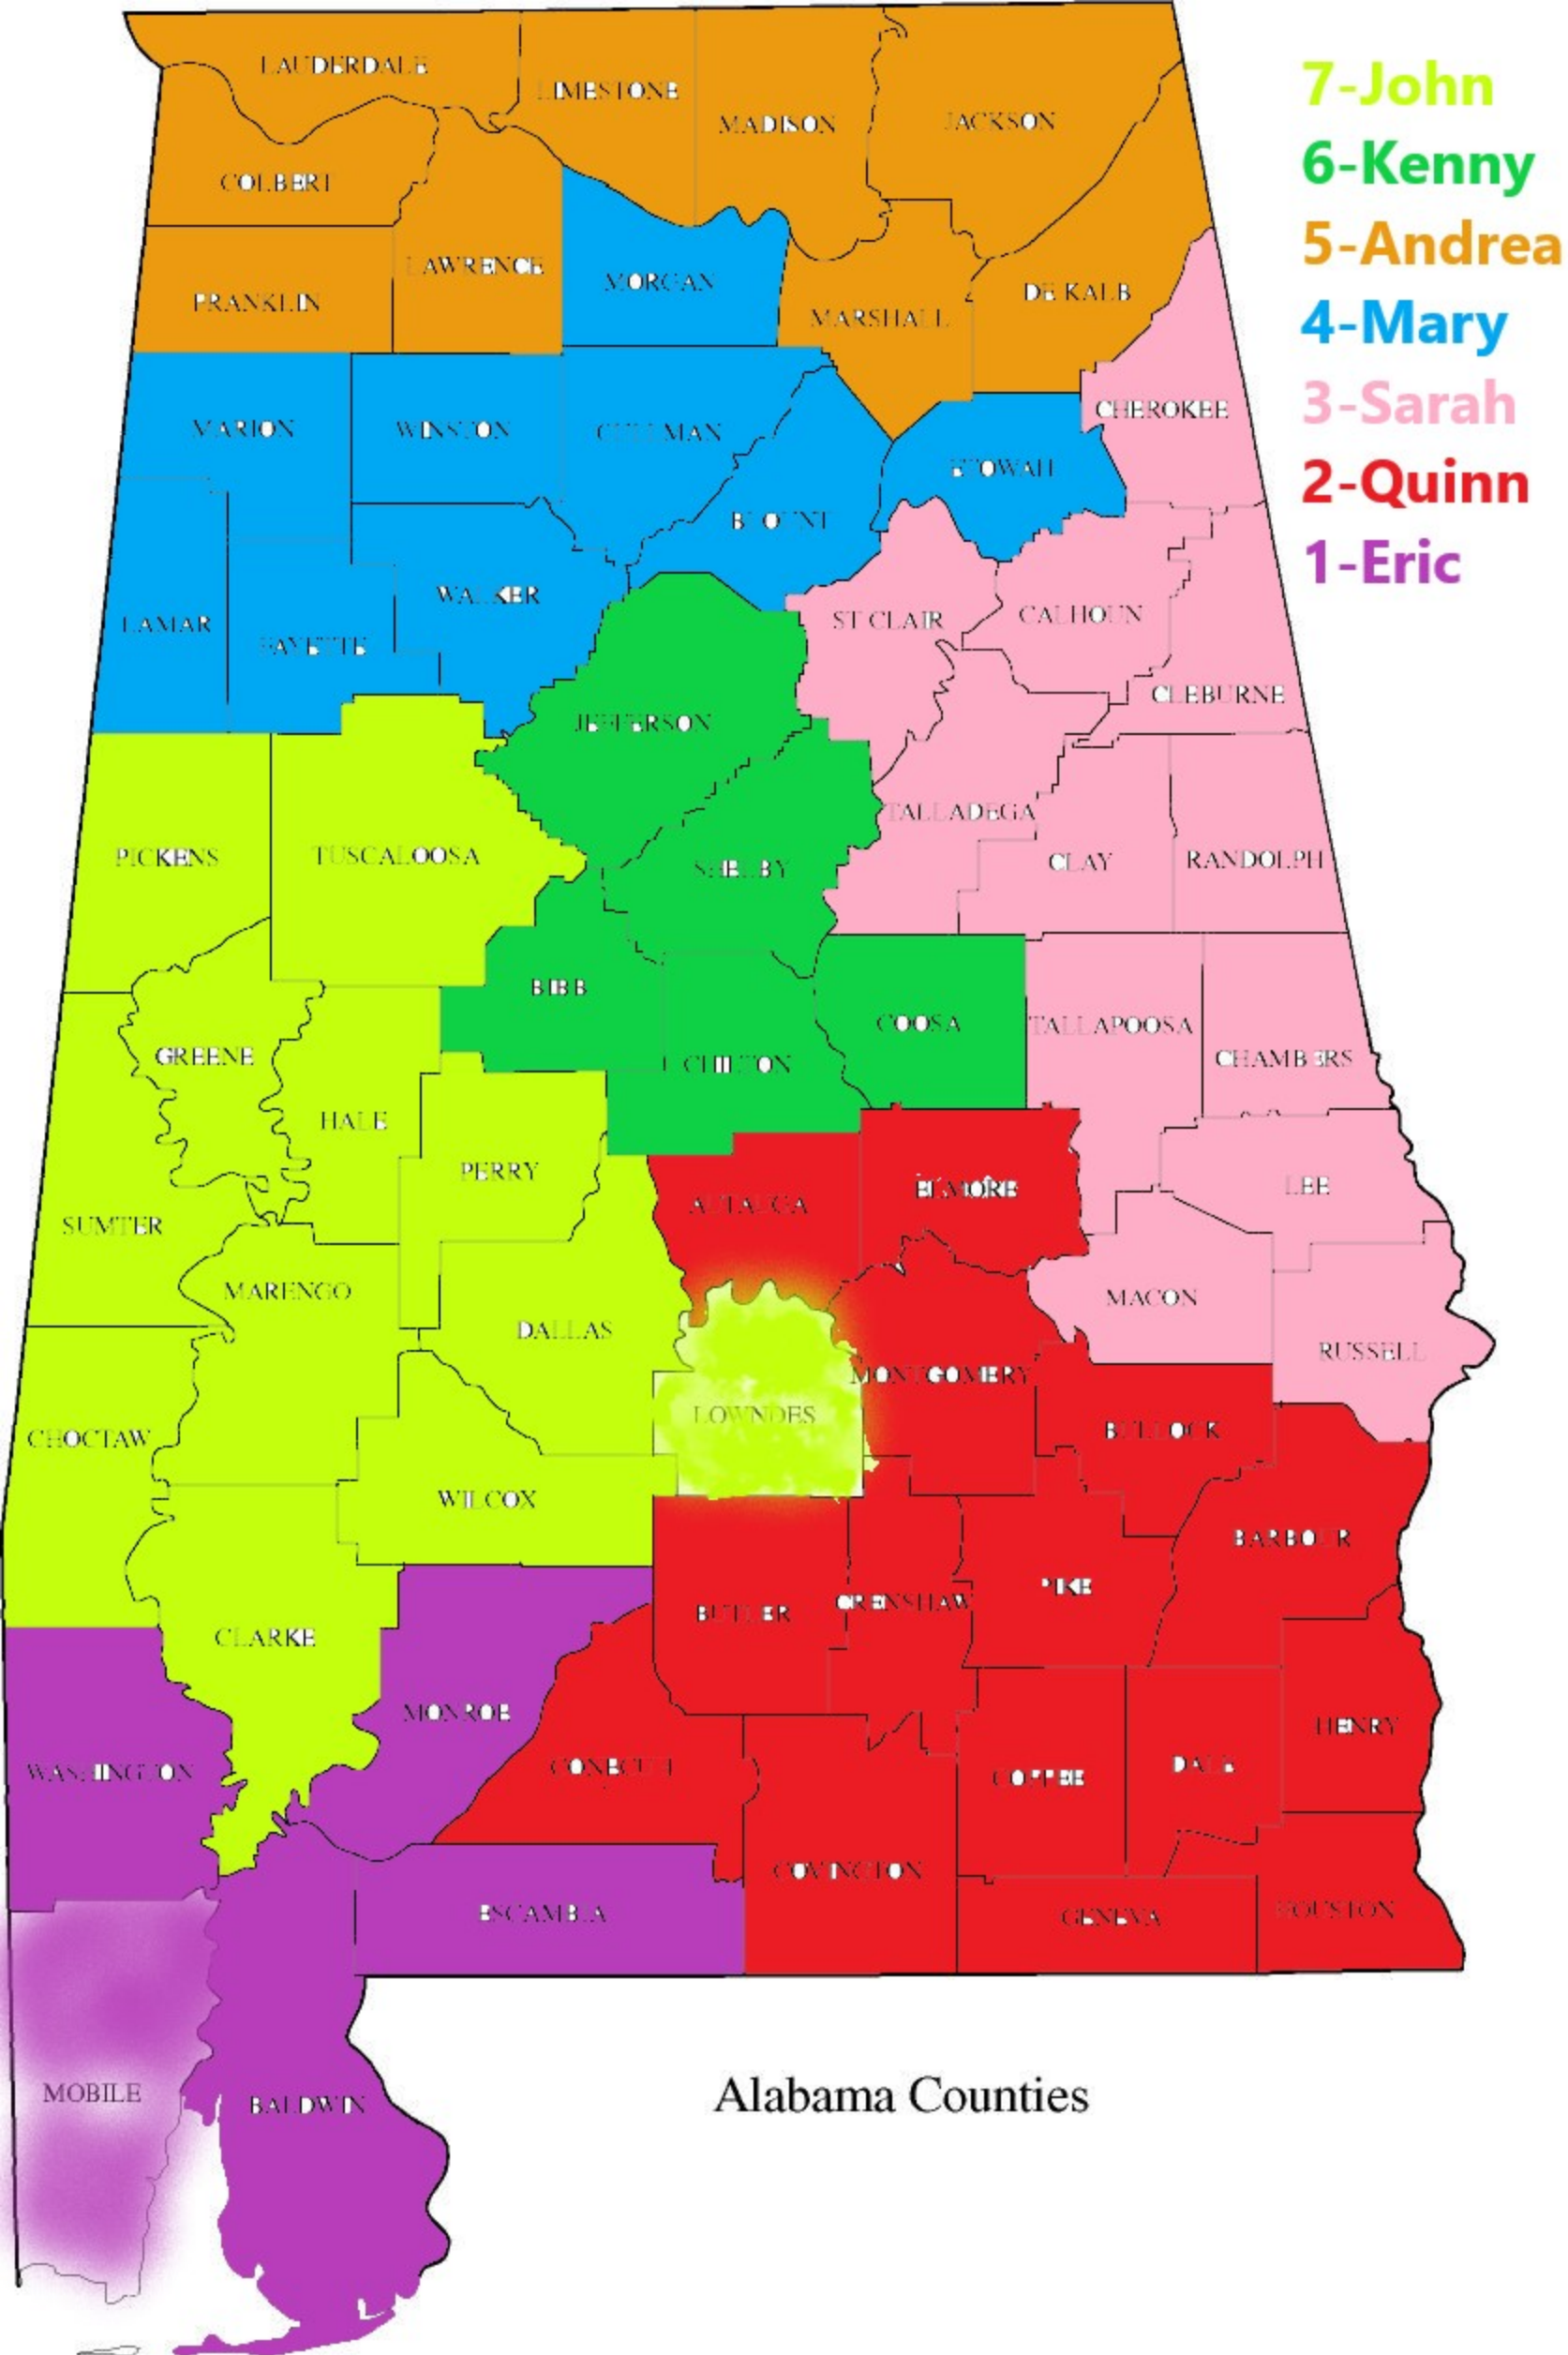 LAUDERDALE
LIMESTONE
MADISON
JACKSON
7-John
6-Kenny
5-Andrea
4-Mary
3-Sarah
2-Quinn
1-Eric
COLBERT
LAWRENCE
FRANKLIN
MORGAN
MARSHALL
DE KALB
MARION
WINSTON
CULLMAN
CHEROKEE
ETOWAH
BLOUNT
LAMAR
FAYETTE
WALKER
ST CLAIR
CALHOUN
CLEBURNE
JEFFERSON
TALLADEGA
PICKENS
TUSCALOOSA
SHELBY
CLAY
RANDOLPH
BIBB
COOSA
TALLAPOOSA
GREENE
CHILTON
CHAMBERS
HALE
PERRY
AUTAUGA
ELMORE
LEE
SUMTER
MARENGO
MACON
DALLAS
MONTGOMERY
RUSSELL
LOWNDES
BULLOCK
CHOCTAW
WILCOX
BARBOUR
CLARKE
BUTLER
CRENSHAW
PIKE
MONROE
HENRY
WASHINGTON
CONECUH
COFFEE
DALE
COVINGTON
ESCAMBIA
GENEVA
HOUSTON
MOBILE
BALDWIN
Alabama Counties